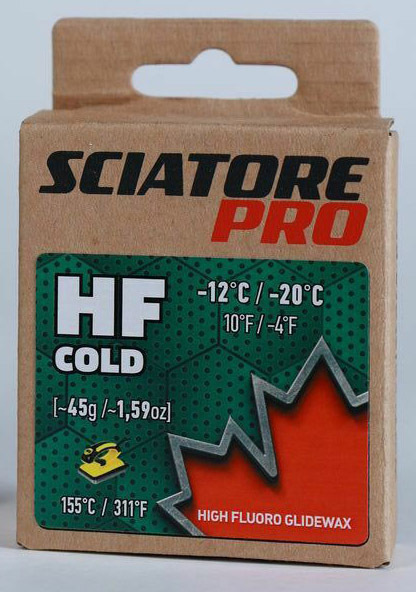 SCIATORE
PRO
HF
COLD
-12°C / -20°C
10°F / -4°F
[~45g /~1,59oz]
155°C / 311°F
HIGH FLUORO GLIDEWAX